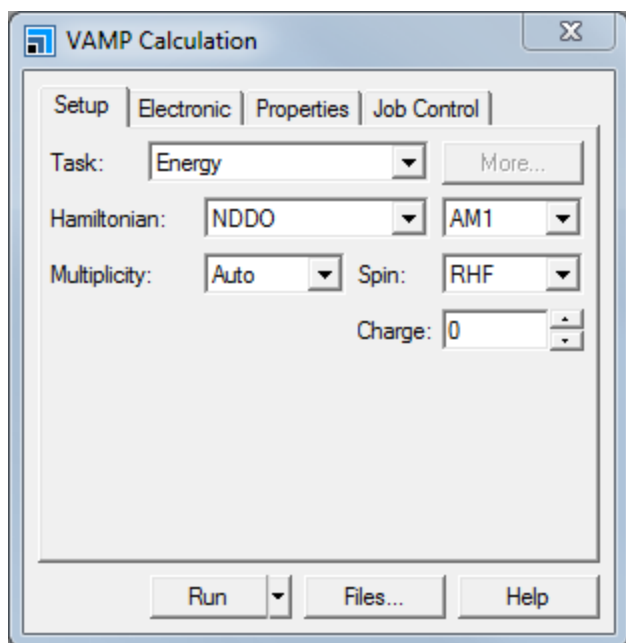 VAMP Calculation
Setup Electronic Properties Job Control
Task: Energy More...
Hamiltonian: NDDO AM1
Multiplicity: Auto Spin: RHF
Charge: 0
Run Files... Help